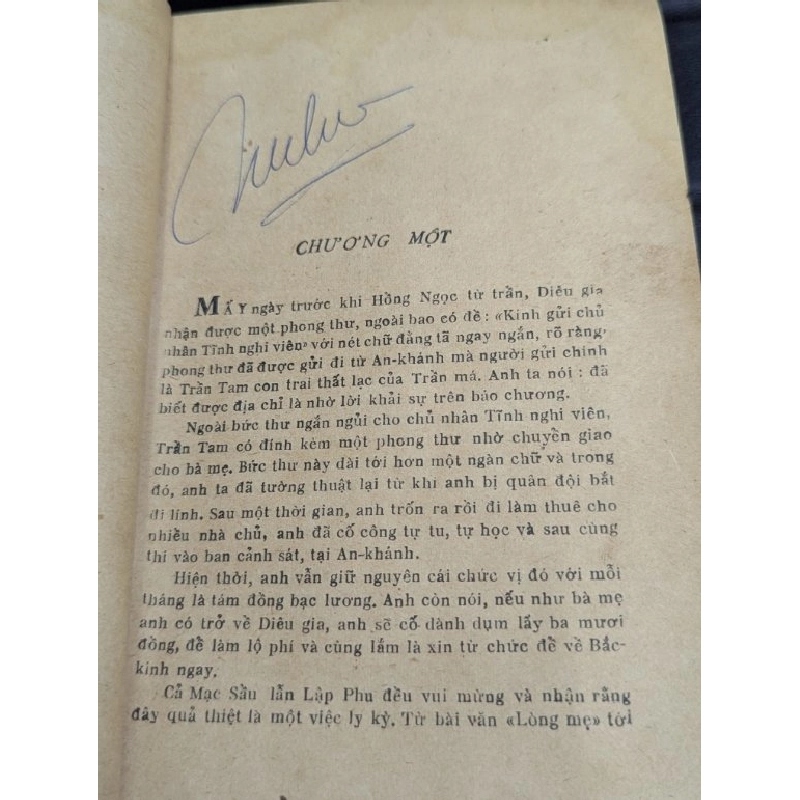 CHƯƠNG MỘT
MẤY ngày trước khi Hồng Ngọc từ trần, Diêu gia
nhận được một phong thư, ngoài bao có đề : «Kính gửi chủ
nhân Tĩnh nghi viên» với nét chữ đằng tã ngay ngắn, rõ ràng,
phong thư đã được gửi đi từ An-khánh mà người gửi chính
là Trần Tam con trai thất lạc của Trần má. Anh ta nói : đã
biết được địa chỉ là nhờ lời khải sự trên báo chương.
Ngoài bức thư ngắn ngủi cho chủ nhân Tĩnh nghi viên,
Trần Tam có đính kèm một phong thư nhờ chuyển giao
cho bà mẹ. Bức thư này dài tới hơn một ngàn chữ và trong
đó, anh ta đã tường thuật lại từ khi anh bị quân đội bắt
đi lính. Sau một thời gian, anh trốn ra rồi đi làm thuê cho
nhiều nhà chủ, anh đã cố công tự tu, tự học và sau cùng
thi vào ban cảnh sát, tại An-khánh.
Hiện thời, anh vẫn giữ nguyên cái chức vị đó với mỗi
tháng là tám đồng bạc lương. Anh còn nói, nếu như bà mẹ
anh có trở về Diêu gia, anh sẽ cố dành dụm lấy ba mươi
đồng, để làm lộ phí và cùng lắm là xin từ chức để về Bắc-
kinh ngay.
Cả Mạc Sầu lẫn Lập Phu đều vui mừng và nhận rằng
đây quả thiệt là một việc ly kỳ. Từ bài văn «Lòng mẹ» tới